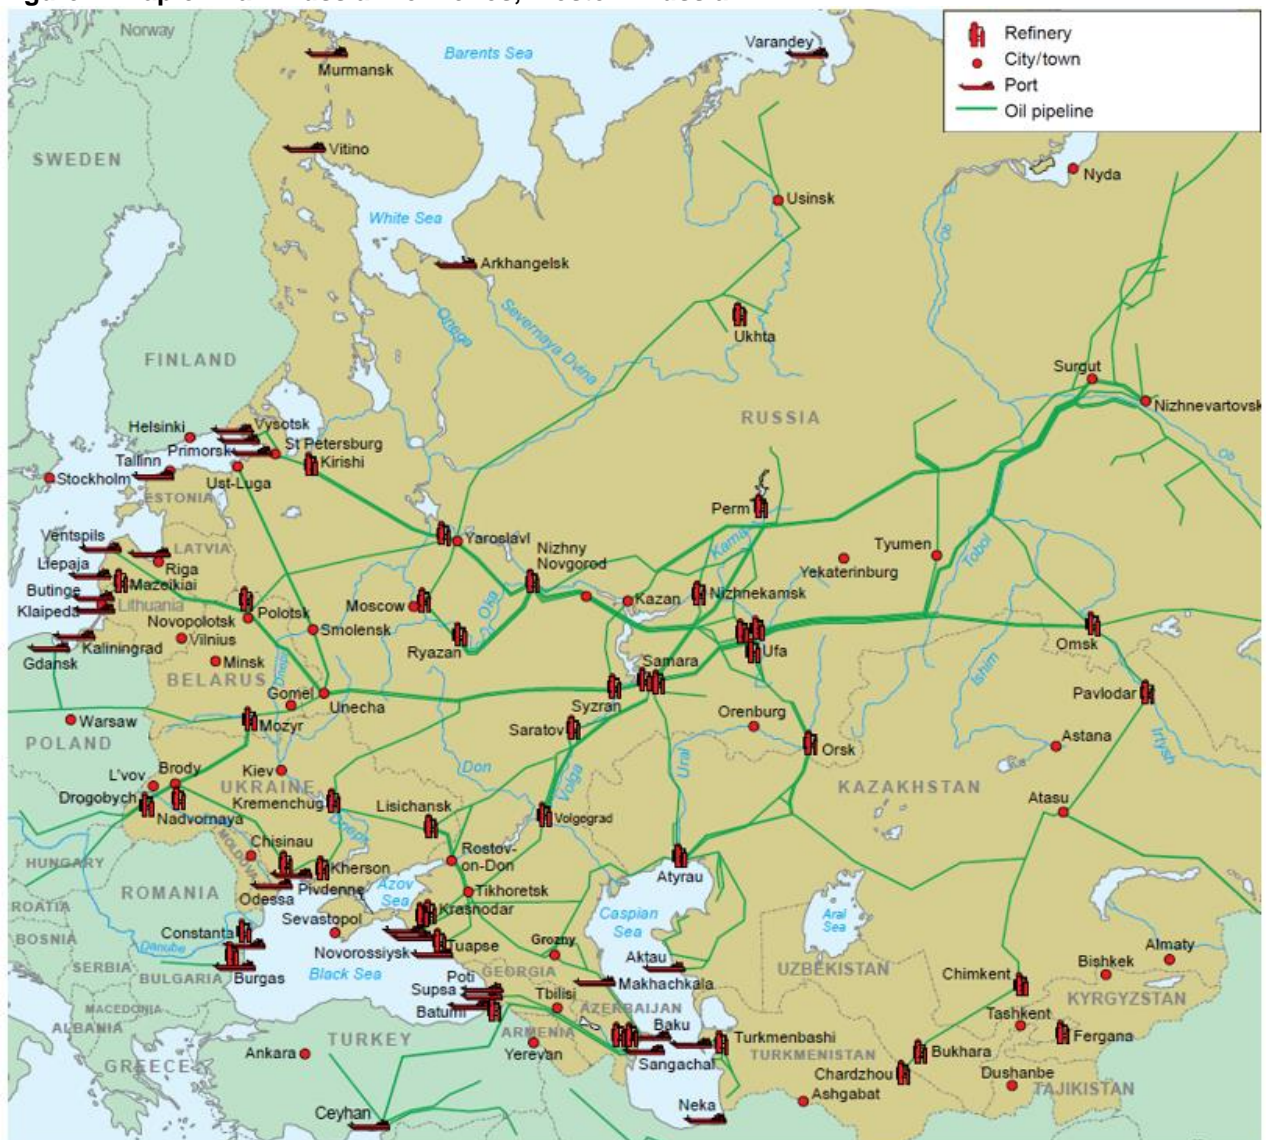 Norway
Murmansk
Barents Sea
Varandey
Refinery
City/town
Port
Oil pipeline
SWEDEN
Vitino
Nyda
White Sea
Usinsk
Ob
Arkhangelsk
Onega
Severnaya Dvina
Ukhta
FINLAND
Surgut
Nizhnevartovsk
RUSSIA
Helsinki
Vysotsk
Primorsk
St Petersburg
Tallinn
Kirishi
Stockholm
Ust-Luga
Ob
ESTONIA
Perm
Ventspils
LATVIA
Yaroslavl
Nizhny
Novgorod
Kama
Tyumen
Tobol
Liepaja
Riga
Yekaterinburg
Butinge
Mazeikiai
Klaipeda
Lithuania
Moscow
Oka
Kazan
Nizhnekamsk
Novopolotsk
Polotsk
Smolensk
Vilnius
Kaliningrad
Ryazan
Ufa
Omsk
Gdansk
Minsk
Samara
Ishim
BELARUS
Dnepr
Gomel
Unecha
Syzran
Pavlodar
Warsaw
Mozyr
Saratov
Orenburg
Orsk
Astana
Irtysh
POLAND
L'vov
Brody
Kiev
Don
Volga
Ural
UKRAINE
KAZAKHSTAN
Drogobych
Nadvornaya
Kremenchug
Lisichansk
Volgograd
Atasu
Dnepr
MOLDOVA
Chisinau
Rostov-
on-Don
HUNGARY
Kherson
Atyrau
Azov
Sea
Tikhoretsk
ROMANIA
Pivdenne
Odessa
Krasnodar
CROATIA
Sevastopol
Caspian
Sea
Aral
Sea
Constanta
Novorossiysk
Tuapse
Grozny
BOSNIA
Danube
Aktau
Almaty
SERBIA
BULGARIA
Burgas
Black Sea
Poti
GEORGIA
Makhachkala
UZBEKISTAN
Chimkent
Bishkek
Supsa
Tbilisi
KYRGYZSTAN
MACEDONIA
Batumi
AZERBAIJAN
Tashkent
ALBANIA
TURKEY
ARMENIA
Baku
Turkmenbashi
Fergana
Ankara
Yerevan
Sangachal
TURKMENISTAN
Bukhara
GREECE
Chardzhou
Dushanbe
Ashgabat
TAJIKISTAN
Ceyhan
Neka